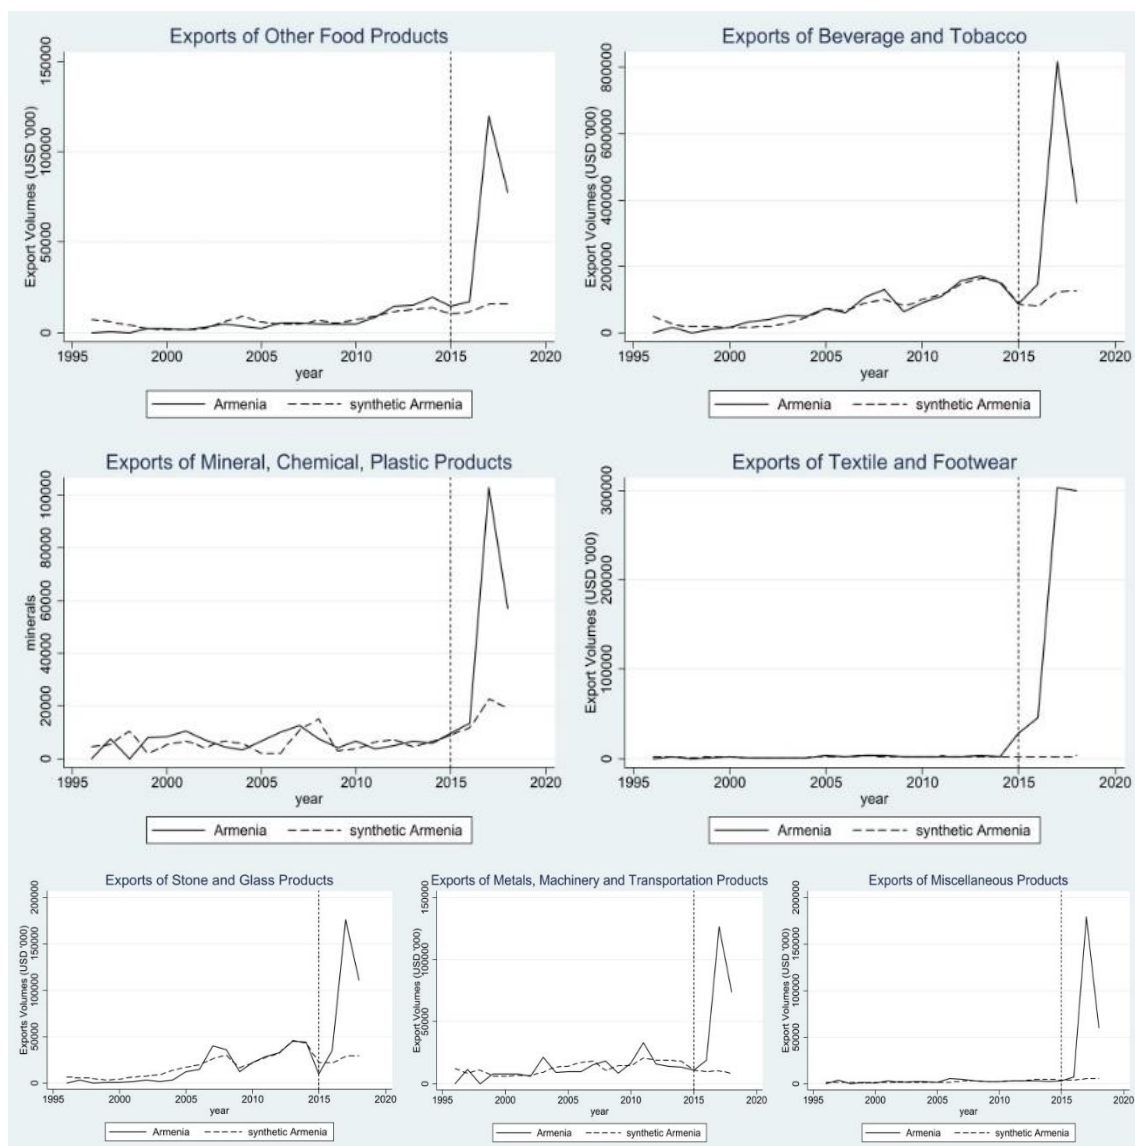 Exports of Other Food Products
Export Volumes (USD '000)
150000
100000
50000
0
1995 2000 2005 2010 2015 2020
year
Armenia synthetic Armenia
Exports of Beverage and Tobacco
Export Volumes (USD '000)
800000
600000
400000
200000
0
1995 2000 2005 2010 2015 2020
year
Armenia synthetic Armenia
Exports of Mineral, Chemical, Plastic Products
minerals
100000
80000
60000
40000
20000
0
1995 2000 2005 2010 2015 2020
year
Armenia synthetic Armenia
Exports of Textile and Footwear
Export Volumes (USD '000)
300000
200000
100000
0
1995 2000 2005 2010 2015 2020
year
Armenia synthetic Armenia
Exports of Stone and Glass Products
Exports Volumes (USD '000)
200000
150000
100000
50000
0
1995 2000 2005 2010 2015 2020
year
Armenia synthetic Armenia
Exports of Metals, Machinery and Transportation Products
Export Volumes (USD '000)
150000
100000
50000
0
1995 2000 2005 2010 2015 2020
year
Armenia synthetic Armenia
Exports of Miscellaneous Products
Export Volumes (USD '000)
200000
150000
100000
50000
0
1995 2000 2005 2010 2015 2020
year
Armenia synthetic Armenia